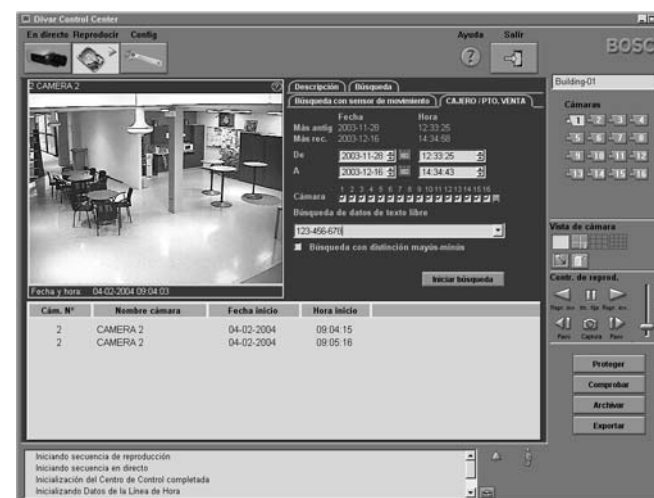 Divar Control Center
En directo Reproducir Config
Ayuda Salir
BOSC
2 CAMERA 2
Descripción Búsqueda
Búsqueda con sensor de movimiento CAJERO / PTO. VENTA
Fecha Hora
Más antig 2003-11-28 12:33:25
Más rec. 2003-12-16 14:34:58
De 2003-11-28 12:33:25
A 2003-12-16 14:34:43
1 2 3 4 5 6 7 8 9 10 11 12 13 14 15 16
Cámara
Búsqueda de datos de texto libre
123-456-678
Búsqueda con distinción mayús-minús
Iniciar búsqueda
Fecha y hora: 04-02-2004 09:04:03
Cám. Nº Nombre cámara Fecha inicio Hora inicio
2 CAMERA 2 04-02-2004 09:04:15
2 CAMERA 2 04-02-2004 09:05:16
Building-01
Cámaras
1 2 3 4
5 6 7 8
9 10 11 12
13 14 15 16
Vista de cámara
Contr. de reprod.
Paso Captura Paso
Proteger
Comprobar
Archivar
Exportar
Iniciando secuencia de reproducción
Iniciando secuencia en directo
Inicialización del Centro de Control completada
Inicializando Datos de la Línea de Hora